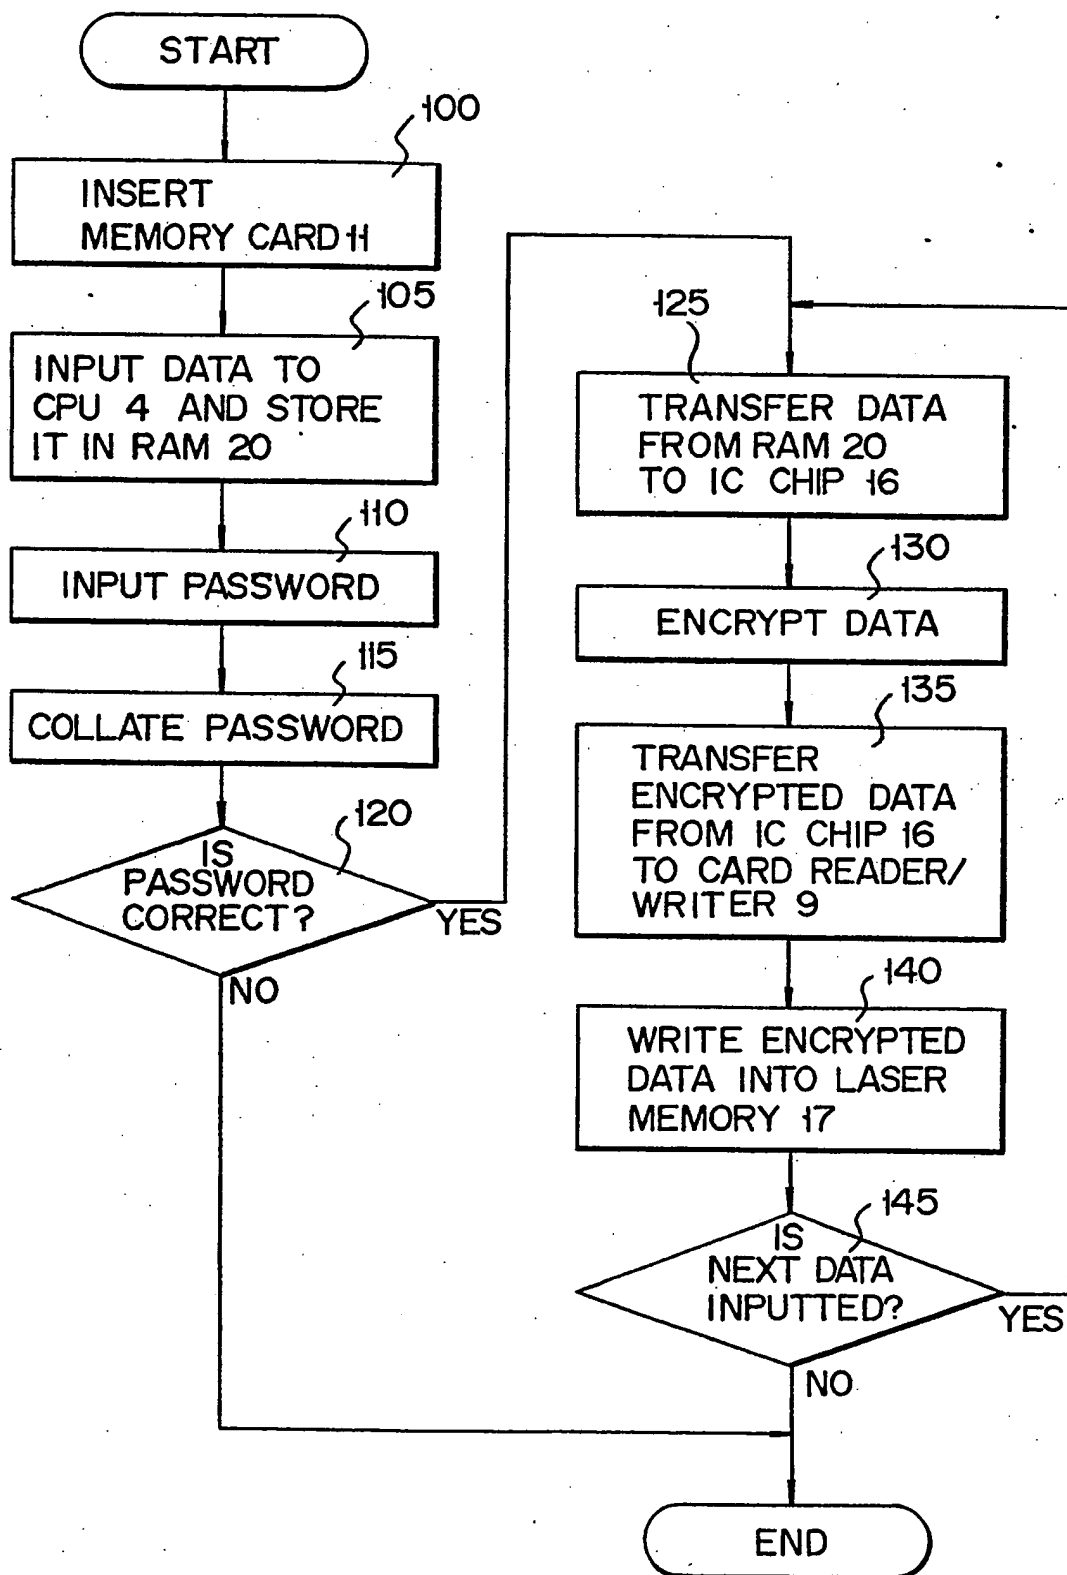 START
100
INSERT
MEMORY CARD 11
105
INPUT DATA TO
CPU 4 AND STORE
IT IN RAM 20
110
INPUT PASSWORD
115
COLLATE PASSWORD
120
IS
PASSWORD
CORRECT?
YES
NO
125
TRANSFER DATA
FROM RAM 20
TO IC CHIP 16
130
ENCRYPT DATA
135
TRANSFER
ENCRYPTED DATA
FROM IC CHIP 16
TO CARD READER/
WRITER 9
140
WRITE ENCRYPTED
DATA INTO LASER
MEMORY 17
145
IS
NEXT DATA
INPUTTED?
YES
NO
END